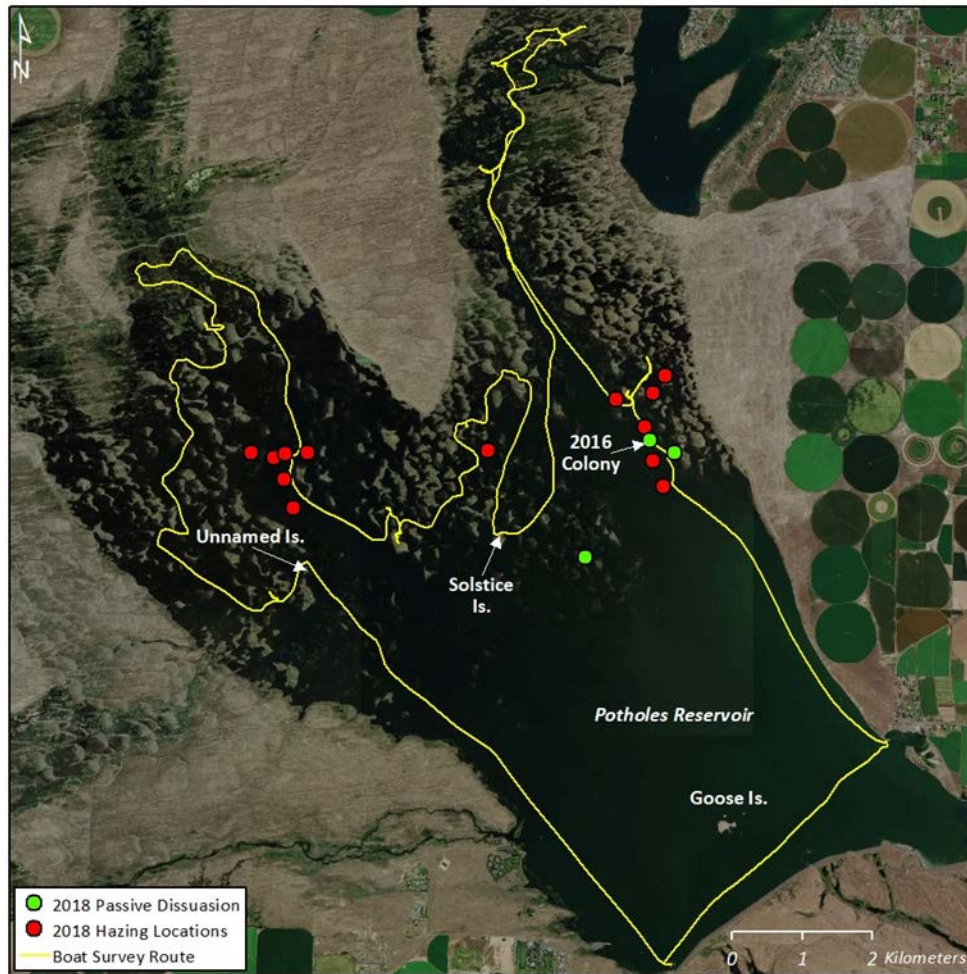 N
2016
Colony
Unnamed Is.
Solstice
Is.
Potholes Reservoir
Goose Is.
2018 Passive Dissuasion
2018 Hazing Locations
Boat Survey Route
0 1 2 Kilometers